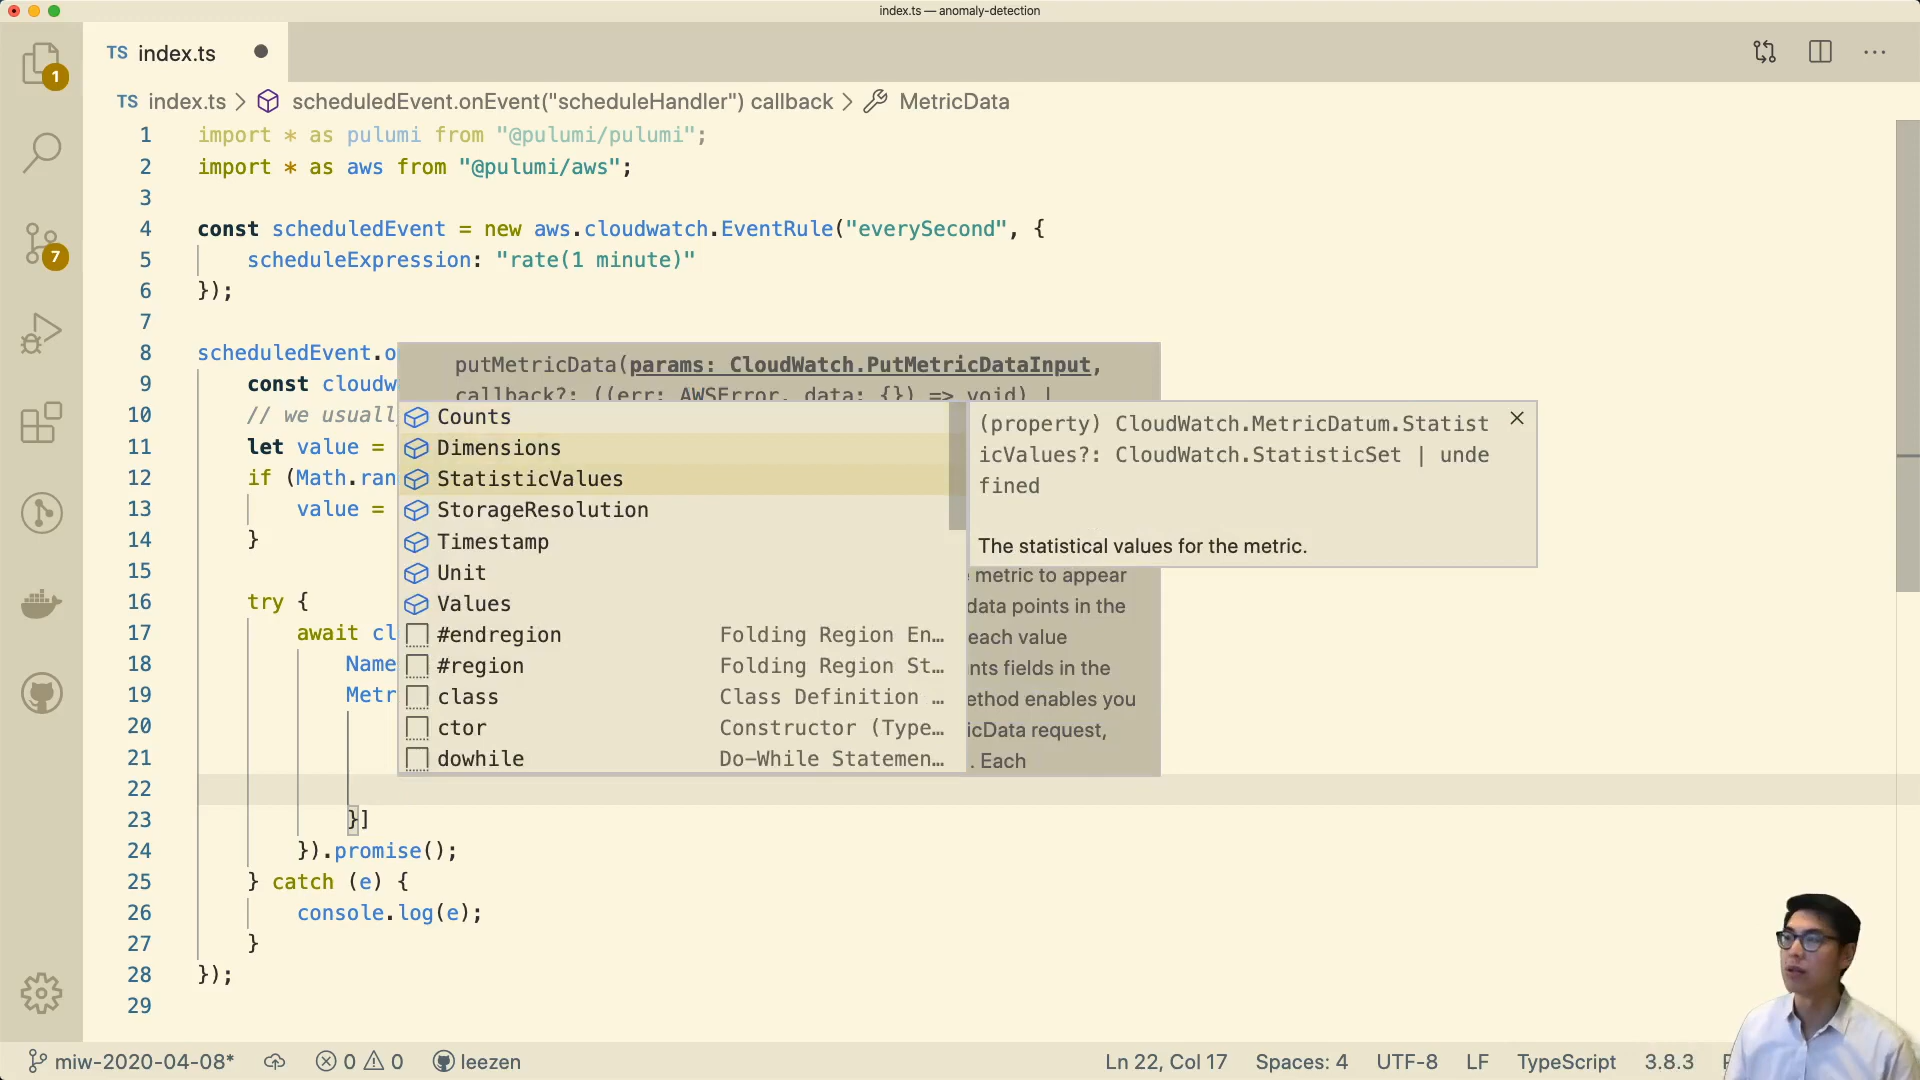 index.ts — anomaly-detection
TS index.ts
1
TS index.ts > scheduledEvent.onEvent("scheduleHandler") callback > MetricData
1 import * as pulumi from "@pulumi/pulumi";
2 import * as aws from "@pulumi/aws";
3
4 const scheduledEvent = new aws.cloudwatch.EventRule("everySecond", {
5 scheduleExpression: "rate(1 minute)"
6 });
7
7
8 scheduledEvent.o
putMetricData(params: CloudWatch.PutMetricDataInput,
9 const cloudw
callback?: ((err: AWSError, data: {}) => void) |
10 // we usuall
11 let value =
12 if (Math.ran
13 value =
14 }
15
16 try {
17 await cl
18 Name
19 Metr
20
21
22
23 }]
24 }).promise();
25 } catch (e) {
26 console.log(e);
27 }
28 });
29
Counts
Dimensions
StatisticValues
StorageResolution
Timestamp
Unit
Values
#endregion Folding Region En…
#region Folding Region St…
class Class Definition …
ctor Constructor (Type…
dowhile Do-While Statemen…
(property) CloudWatch.MetricDatum.Statist
icValues?: CloudWatch.StatisticSet | unde
fined
The statistical values for the metric.
metric to appear
data points in the
each value
nts fields in the
ethod enables you
icData request,
. Each
miw-2020-04-08* 0 0 leezen Ln 22, Col 17 Spaces: 4 UTF-8 LF TypeScript 3.8.3